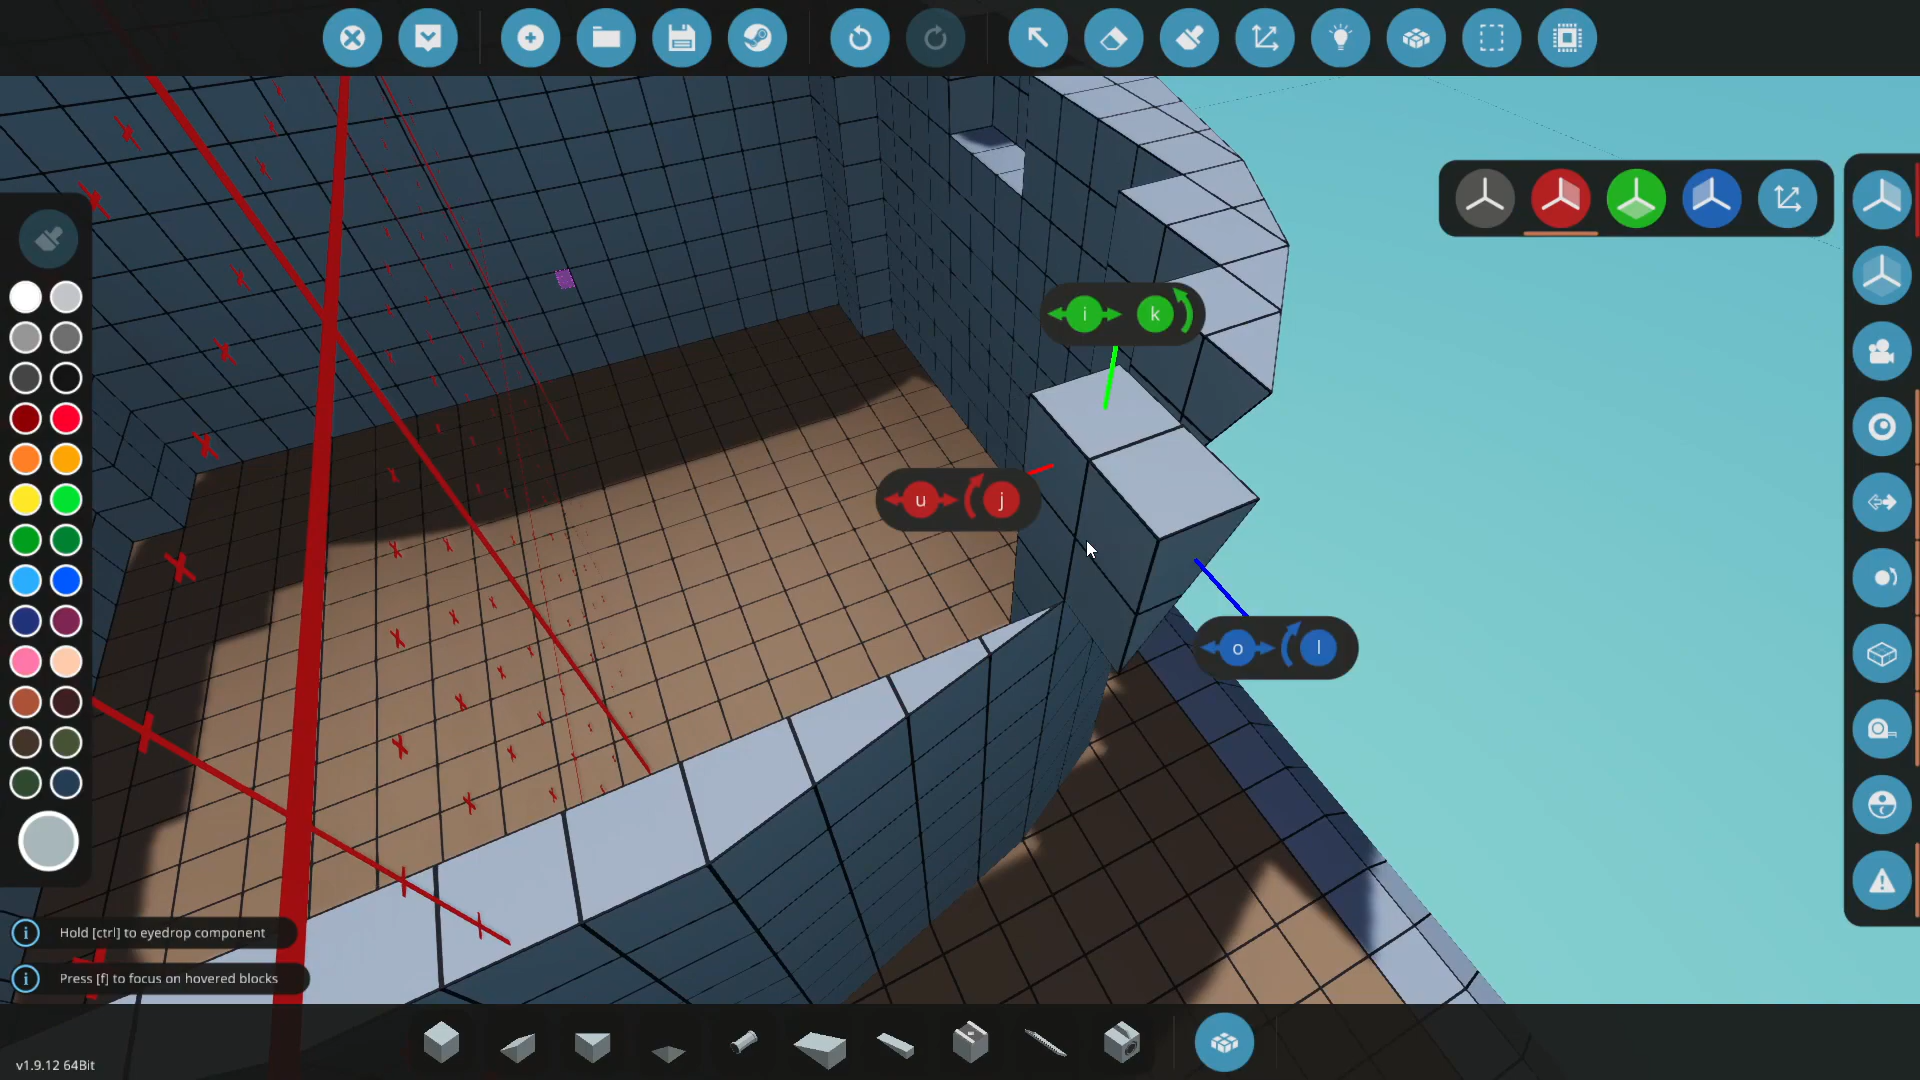 i k
u j
o l
Hold [ctrl] to eyedrop component
Press [f] to focus on hovered blocks
v1.9.12 64Bit